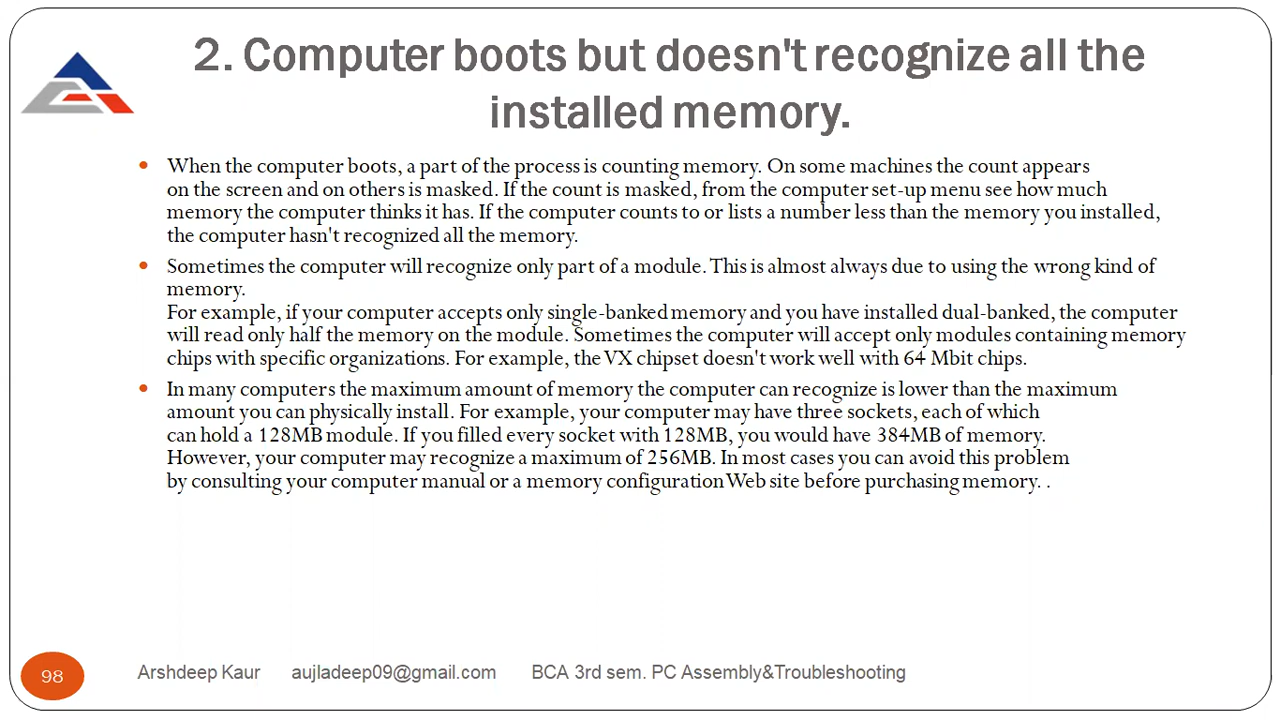 2. Computer boots but doesn't recognize all the
installed memory.
• When the computer boots, a part of the process is counting memory. On some machines the count appears
on the screen and on others is masked. If the count is masked, from the computer set-up menu see how much
memory the computer thinks it has. If the computer counts to or lists a number less than the memory you installed,
the computer hasn't recognized all the memory.
• Sometimes the computer will recognize only part of a module. This is almost always due to using the wrong kind of
memory.
For example, if your computer accepts only single-banked memory and you have installed dual-banked, the computer
will read only half the memory on the module. Sometimes the computer will accept only modules containing memory
chips with specific organizations. For example, the VX chipset doesn't work well with 64 Mbit chips.
• In many computers the maximum amount of memory the computer can recognize is lower than the maximum
amount you can physically install. For example, your computer may have three sockets, each of which
can hold a 128MB module. If you filled every socket with 128MB, you would have 384MB of memory.
However, your computer may recognize a maximum of 256MB. In most cases you can avoid this problem
by consulting your computer manual or a memory configuration Web site before purchasing memory. .
98 Arshdeep Kaur aujladeep09@gmail.com BCA 3rd sem. PC Assembly&Troubleshooting